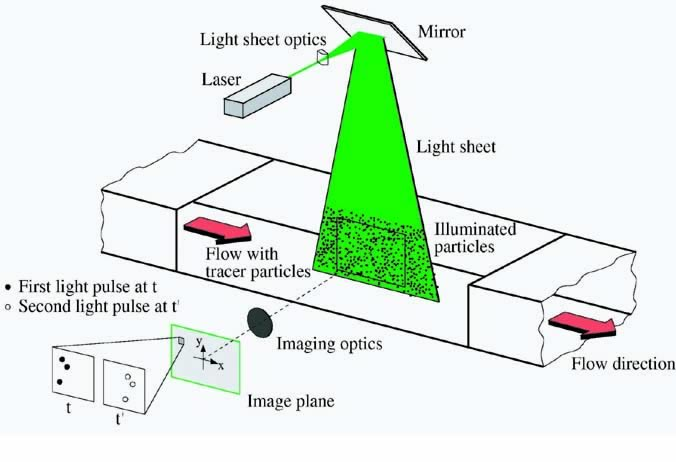 Mirror
Light sheet optics
Laser
Light sheet
Illuminated
particles
Flow with
tracer particles
• First light pulse at t
○ Second light pulse at t'
Imaging optics
Flow direction
y
x
Image plane
t
t'